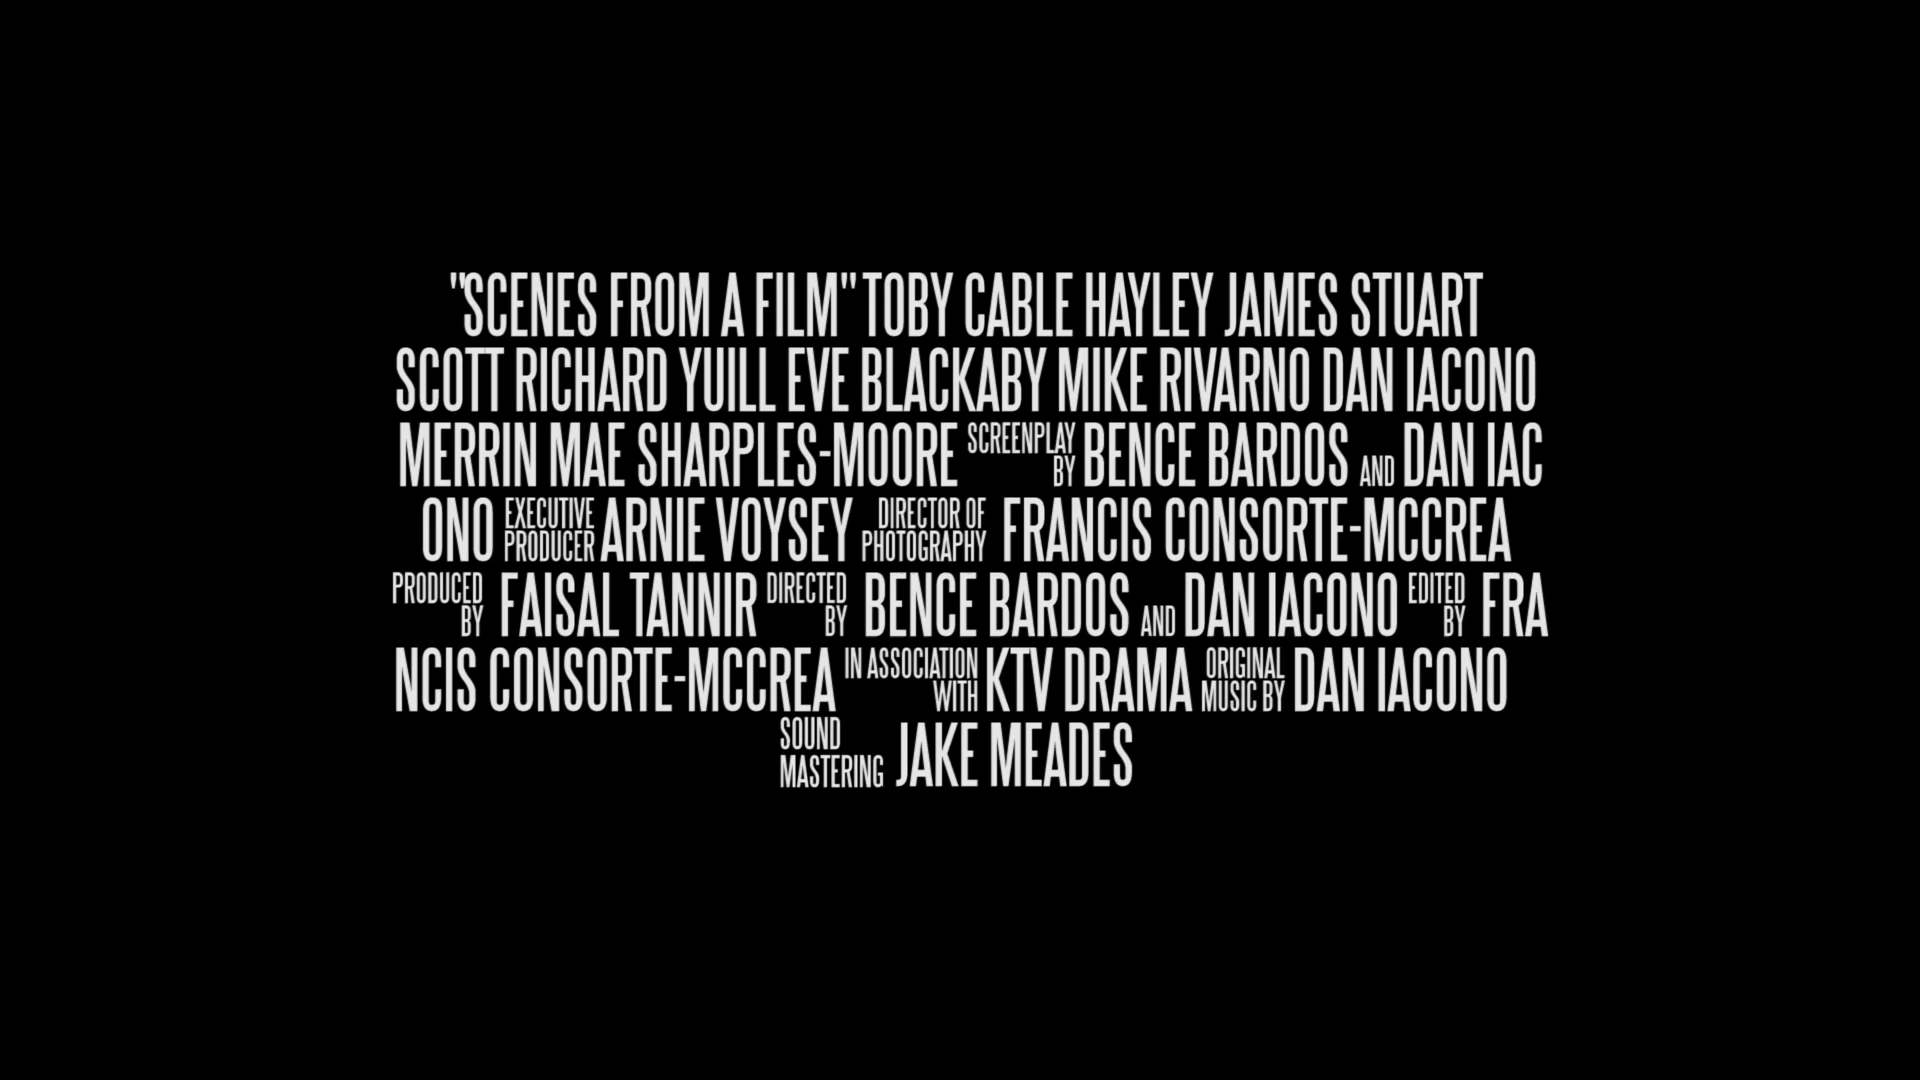 "SCENES FROM A FILM" TOBY CABLE HAYLEY JAMES STUART
SCOTT RICHARD YUILL EVE BLACKABY MIKE RIVARNO DAN IACONO
MERRIN MAE SHARPLES-MOORE SCREENPLAY BY BENCE BARDOS AND DAN IAC
ONO EXECUTIVE PRODUCER ARNIE VOYSEY DIRECTOR OF PHOTOGRAPHY FRANCIS CONSORTE-MCCREA
PRODUCED BY FAISAL TANNIR DIRECTED BY BENCE BARDOS AND DAN IACONO EDITED BY FRA
NCIS CONSORTE-MCCREA IN ASSOCIATION WITH KTV DRAMA ORIGINAL MUSIC BY DAN IACONO
SOUND MASTERING JAKE MEADES